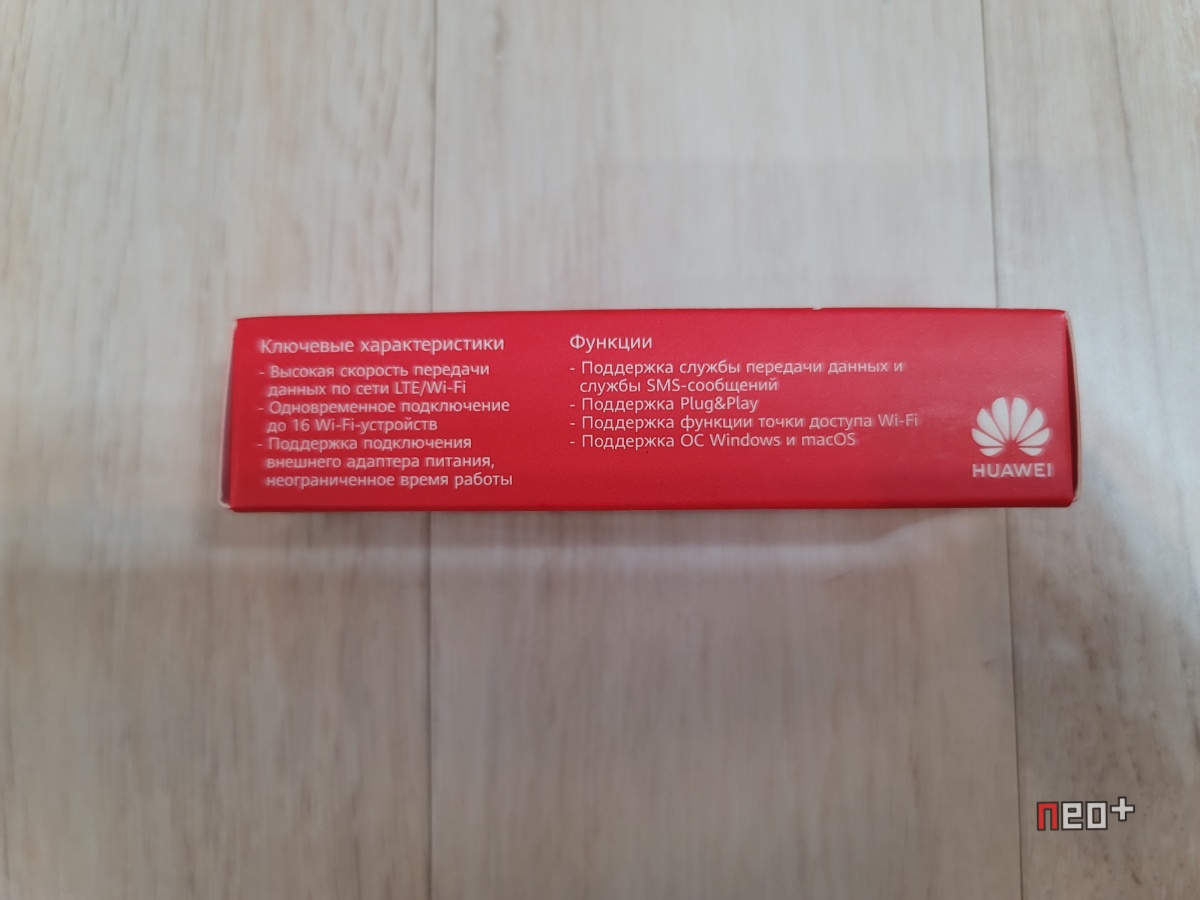 Ключевые характеристики
- Высокая скорость передачи
данных по сети LTE/Wi-Fi
- Одновременное подключение
до 16 Wi-Fi-устройств
- Поддержка подключения
внешнего адаптера питания,
неограниченное время работы
Функции
- Поддержка службы передачи данных и
службы SMS-сообщений
- Поддержка Plug&Play
- Поддержка функции точки доступа Wi-Fi
- Поддержка ОС Windows и macOS
HUAWEI
neo+